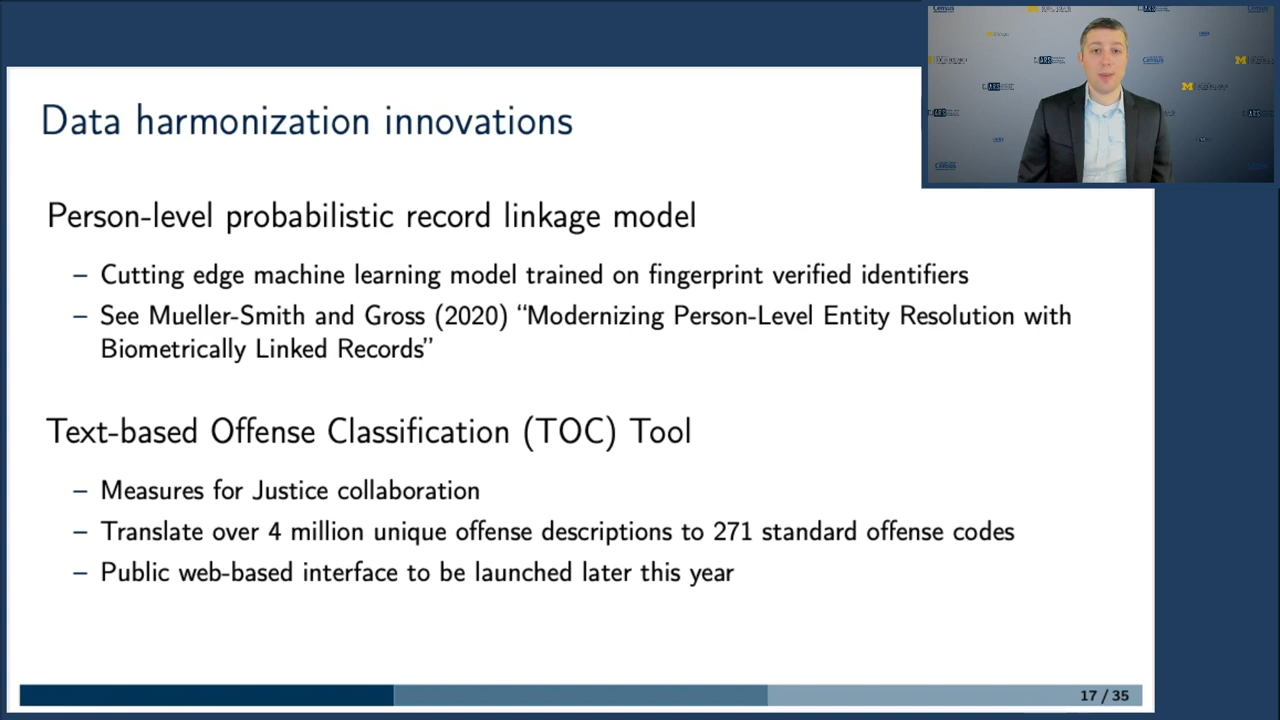 Data harmonization innovations
Person-level probabilistic record linkage model
– Cutting edge machine learning model trained on fingerprint verified identifiers
– See Mueller-Smith and Gross (2020) “Modernizing Person-Level Entity Resolution with
Biometrically Linked Records”
Text-based Offense Classification (TOC) Tool
– Measures for Justice collaboration
– Translate over 4 million unique offense descriptions to 271 standard offense codes
– Public web-based interface to be launched later this year
17 / 35
Census
Census